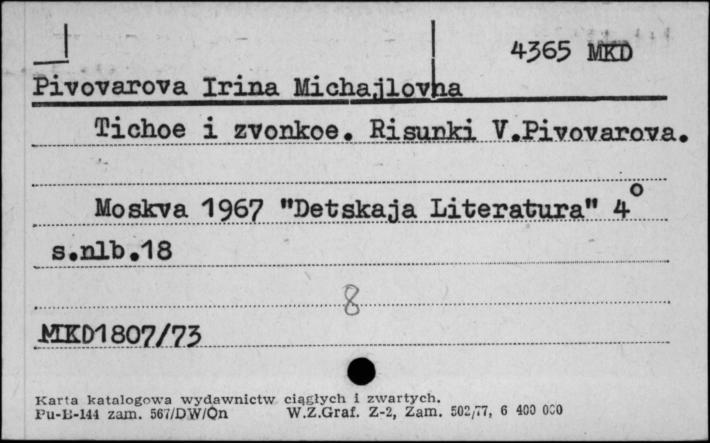 4365 MKD
Pivovarova Irina Michajlovna
Tichoe i zvonkoe. Risunki V.Pivovarova.
Moskva 1967 "Detskaja Literatura" 4°
s.nlb.18
8
MKD1807/73
Karta katalogowa wydawnictw ciągłych i zwartych.
Pu-B-144 zam. 567/DW/On W.Z.Graf. Z-2, Zam. 502/77, 6 400 000